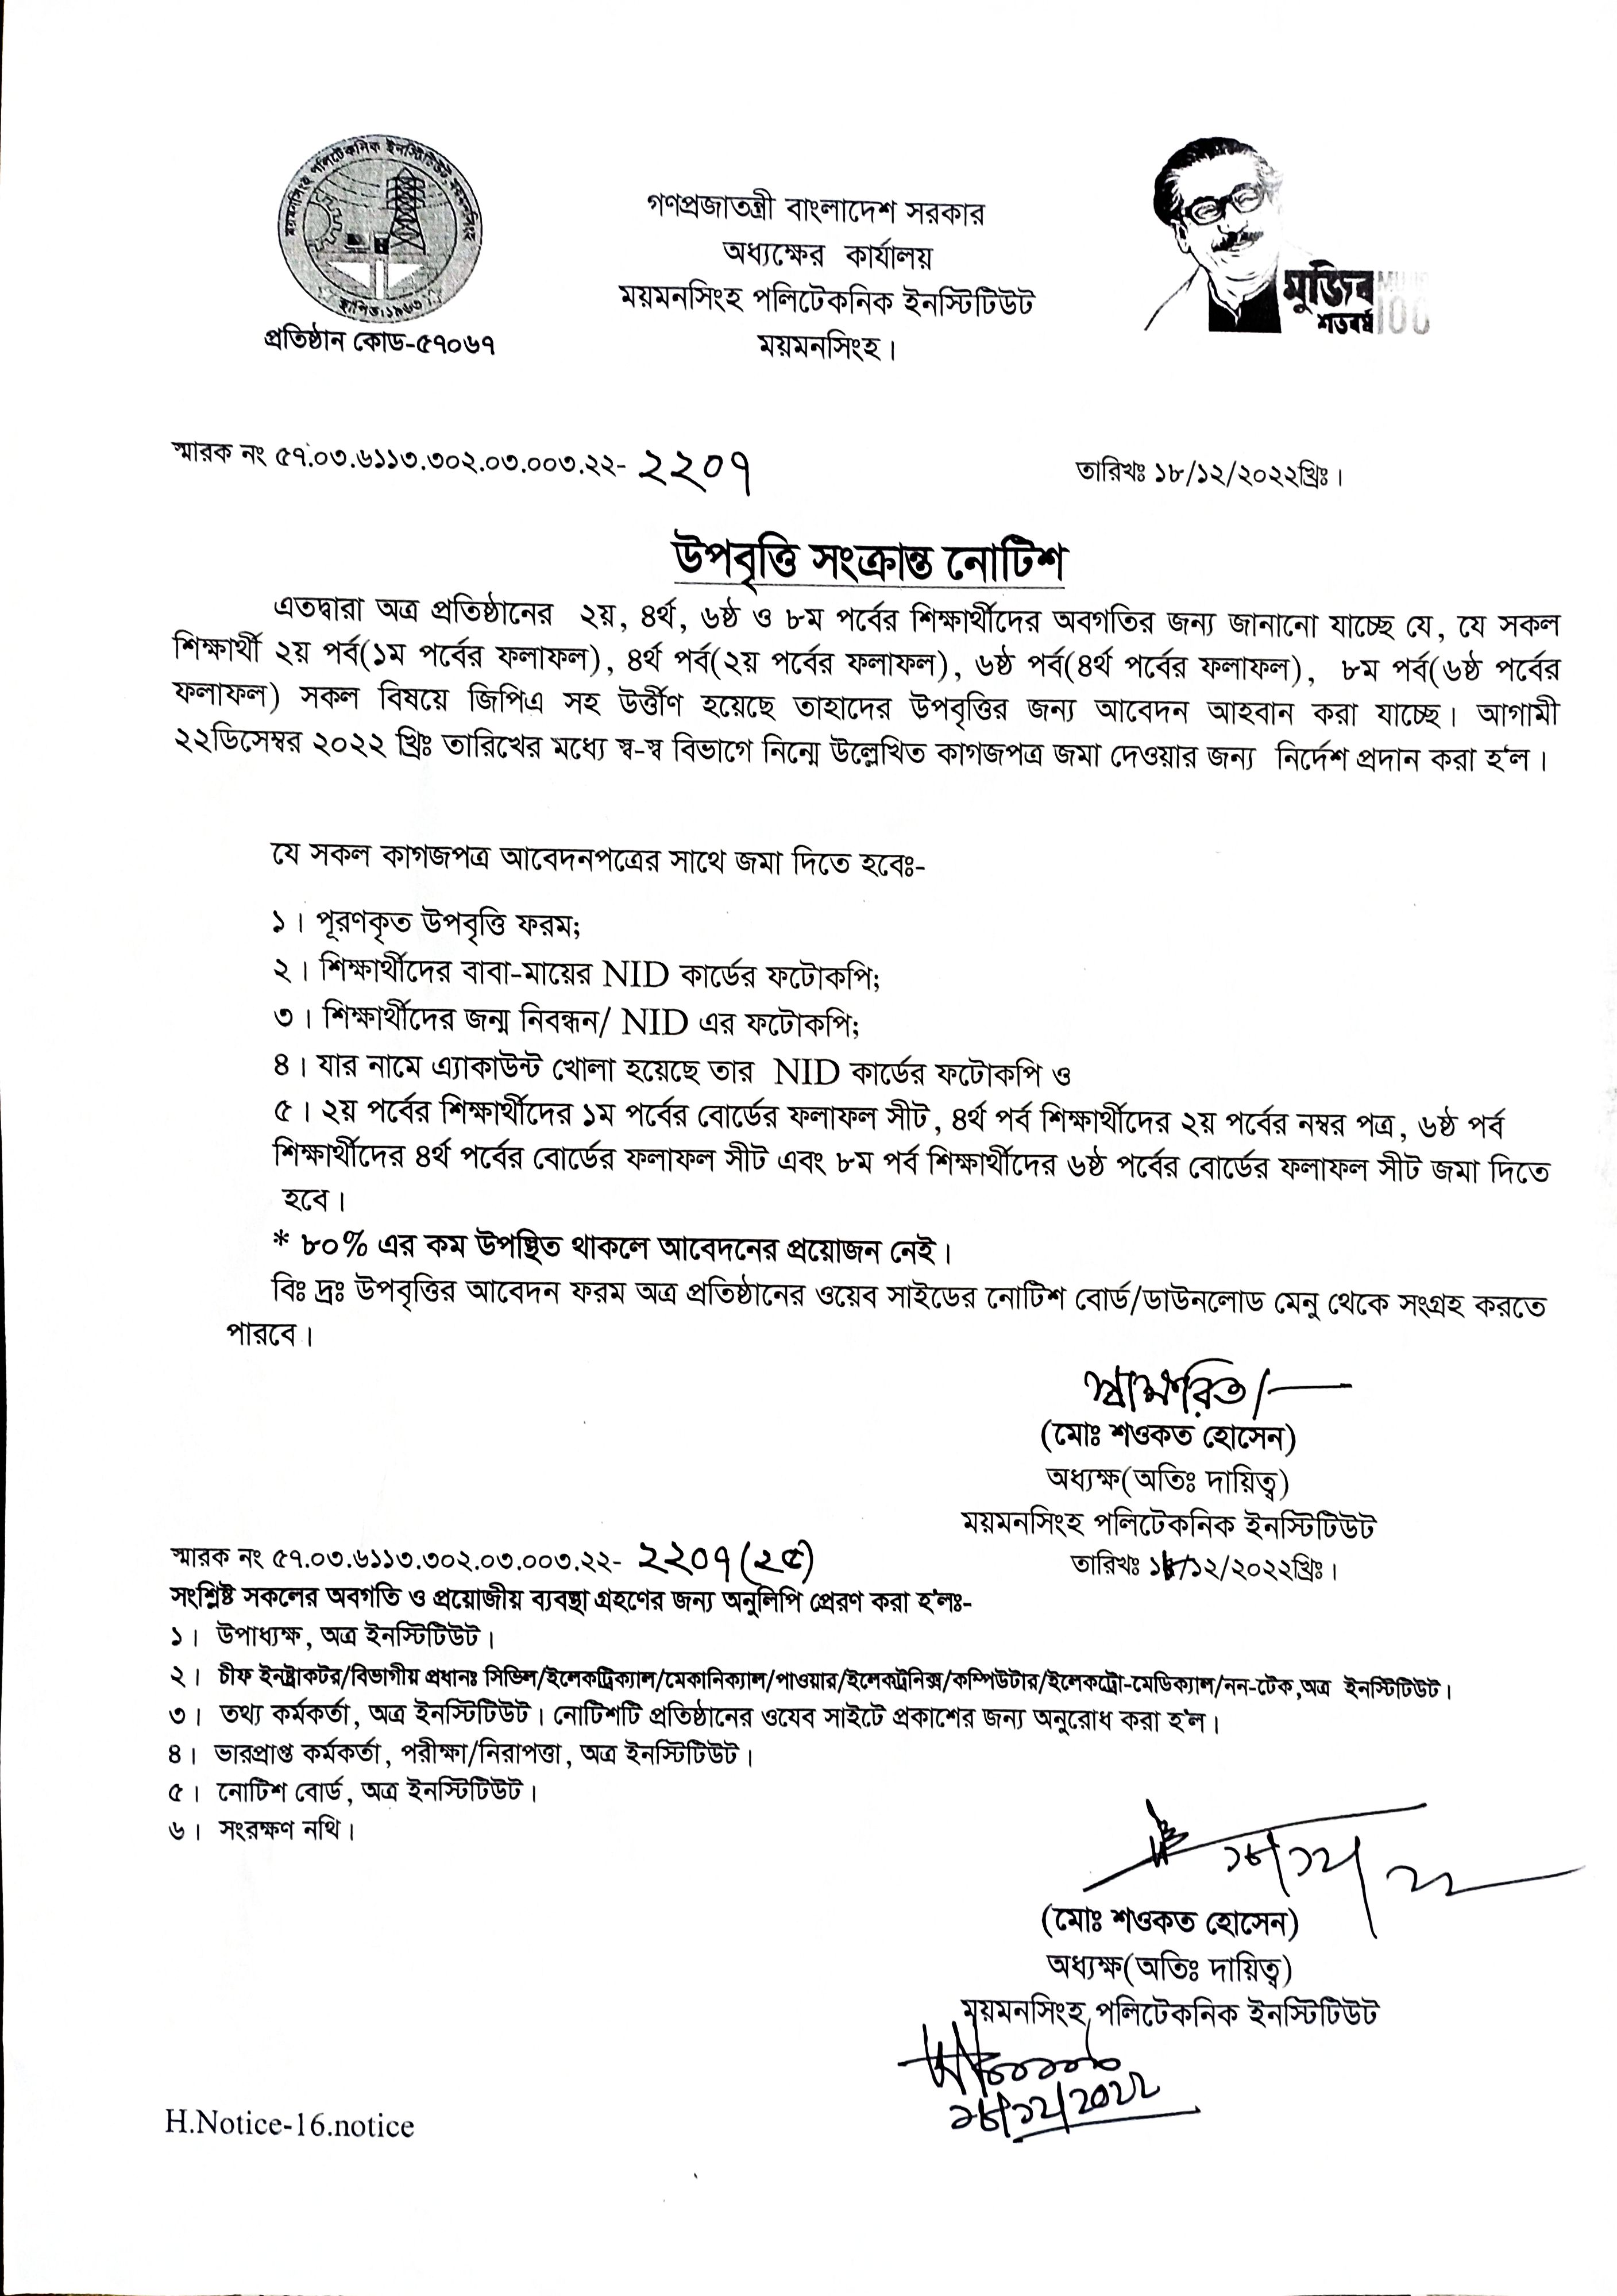 ময়মনসিংহ পলিটেকনিক ইনস্টিটিউট, ময়মনসিংহ
স্থাপিতঃ১৯৬৩
প্রতিষ্ঠান কোড-৫৭০৬৭
গণপ্রজাতন্ত্রী বাংলাদেশ সরকার
অধ্যক্ষের কার্যালয়
ময়মনসিংহ পলিটেকনিক ইনস্টিটিউট
ময়মনসিংহ।
মুজিব
শতবর্ষ 100
স্মারক নং ৫৭.০৩.৬১১৩.৩০২.০৩.০০৩.২২- ২২০৭
তারিখঃ ১৮/১২/২০২২খ্রিঃ।
উপবৃত্তি সংক্রান্ত নোটিশ
এতদ্বারা অত্র প্রতিষ্ঠানের ২য়, ৪র্থ, ৬ষ্ঠ ও ৮ম পর্বের শিক্ষার্থীদের অবগতির জন্য জানানো যাচ্ছে যে, যে সকল
শিক্ষার্থী ২য় পর্ব(১ম পর্বের ফলাফল), ৪র্থ পর্ব(২য় পর্বের ফলাফল), ৬ষ্ঠ পর্ব(৪র্থ পর্বের ফলাফল), ৮ম পর্ব(৬ষ্ঠ পর্বের
ফলাফল) সকল বিষয়ে জিপিএ সহ উর্ত্তীণ হয়েছে তাহাদের উপবৃত্তির জন্য আবেদন আহবান করা যাচ্ছে। আগামী
২২ডিসেম্বর ২০২২ খ্রিঃ তারিখের মধ্যে স্ব-স্ব বিভাগে নিন্মে উল্লেখিত কাগজপত্র জমা দেওয়ার জন্য নির্দেশ প্রদান করা হ'ল।
যে সকল কাগজপত্র আবেদনপত্রের সাথে জমা দিতে হবেঃ-
১। পূরণকৃত উপবৃত্তি ফরম;
২। শিক্ষার্থীদের বাবা-মায়ের NID কার্ডের ফটোকপি;
৩। শিক্ষার্থীদের জন্ম নিবন্ধন/ NID এর ফটোকপি;
৪। যার নামে এ্যাকাউন্ট খোলা হয়েছে তার NID কার্ডের ফটোকপি ও
৫। ২য় পর্বের শিক্ষার্থীদের ১ম পর্বের বোর্ডের ফলাফল সীট, ৪র্থ পর্ব শিক্ষার্থীদের ২য় পর্বের নম্বর পত্র, ৬ষ্ঠ পর্ব
শিক্ষার্থীদের ৪র্থ পর্বের বোর্ডের ফলাফল সীট এবং ৮ম পর্ব শিক্ষার্থীদের ৬ষ্ঠ পর্বের বোর্ডের ফলাফল সীট জমা দিতে
হবে।
* ৮০% এর কম উপস্থিত থাকলে আবেদনের প্রয়োজন নেই।
বিঃ দ্রঃ উপবৃত্তির আবেদন ফরম অত্র প্রতিষ্ঠানের ওয়েব সাইডের নোটিশ বোর্ড/ডাউনলোড মেনু থেকে সংগ্রহ করতে
পারবে।
স্বাক্ষরিত/—
(মোঃ শওকত হোসেন)
অধ্যক্ষ(অতিঃ দায়িত্ব)
ময়মনসিংহ পলিটেকনিক ইনস্টিটিউট
স্মারক নং ৫৭.০৩.৬১১৩.৩০২.০৩.০০৩.২২- ২২০৭(২৫)
তারিখঃ ১৮/১২/২০২২খ্রিঃ।
সংশ্লিষ্ট সকলের অবগতি ও প্রয়োজীয় ব্যবস্থা গ্রহণের জন্য অনুলিপি প্রেরণ করা হ'লঃ-
১। উপাধ্যক্ষ, অত্র ইনস্টিটিউট।
২। চীফ ইনষ্ট্রাকটর/বিভাগীয় প্রধানঃ সিভিল/ইলেকট্রিক্যাল/মেকানিক্যাল/পাওয়ার/ইলেকট্রনিক্স/কম্পিউটার/ইলেকট্রো-মেডিক্যাল/নন-টেক,অত্র ইনস্টিটিউট।
৩। তথ্য কর্মকর্তা, অত্র ইনস্টিটিউট। নোটিশটি প্রতিষ্ঠানের ওযেব সাইটে প্রকাশের জন্য অনুরোধ করা হ'ল।
৪। ভারপ্রাপ্ত কর্মকর্তা, পরীক্ষা/নিরাপত্তা, অত্র ইনস্টিটিউট।
৫। নোটিশ বোর্ড, অত্র ইনস্টিটিউট।
৬। সংরক্ষণ নথি।
১৮/১২/২২
(মোঃ শওকত হোসেন)
অধ্যক্ষ(অতিঃ দায়িত্ব)
ময়মনসিংহ পলিটেকনিক ইনস্টিটিউট
১৮/১২/২০২২
H.Notice-16.notice